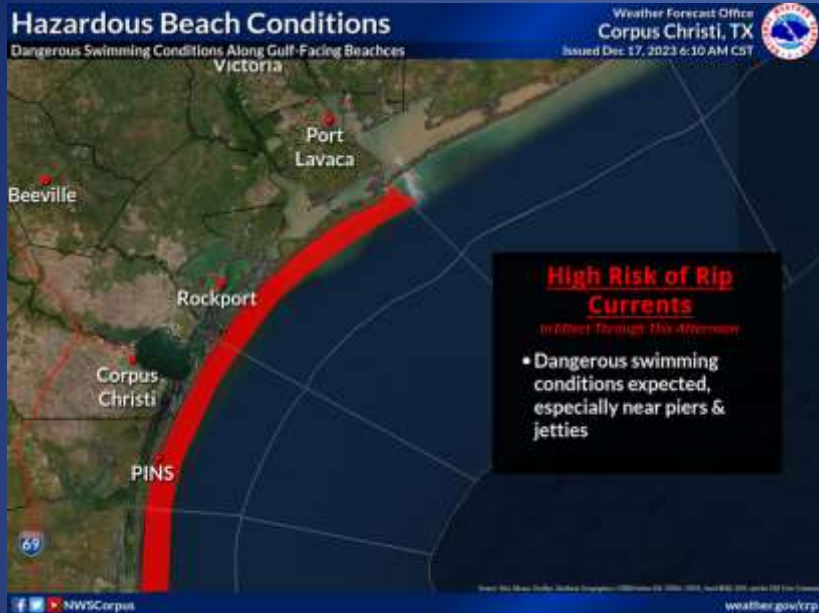 Hazardous Beach Conditions
Dangerous Swimming Conditions Along Gulf-Facing Beachces
Weather Forecast Office
Corpus Christi, TX
Issued Dec 17, 2023 6:10 AM CST
Victoria
Port
Lavaca
Beeville
Rockport
Corpus
Christi
PINS
69
High Risk of Rip
Currents
In Effect Through This Afternoon
• Dangerous swimming
conditions expected,
especially near piers &
jetties
NWSCorpus
weather.gov/crp